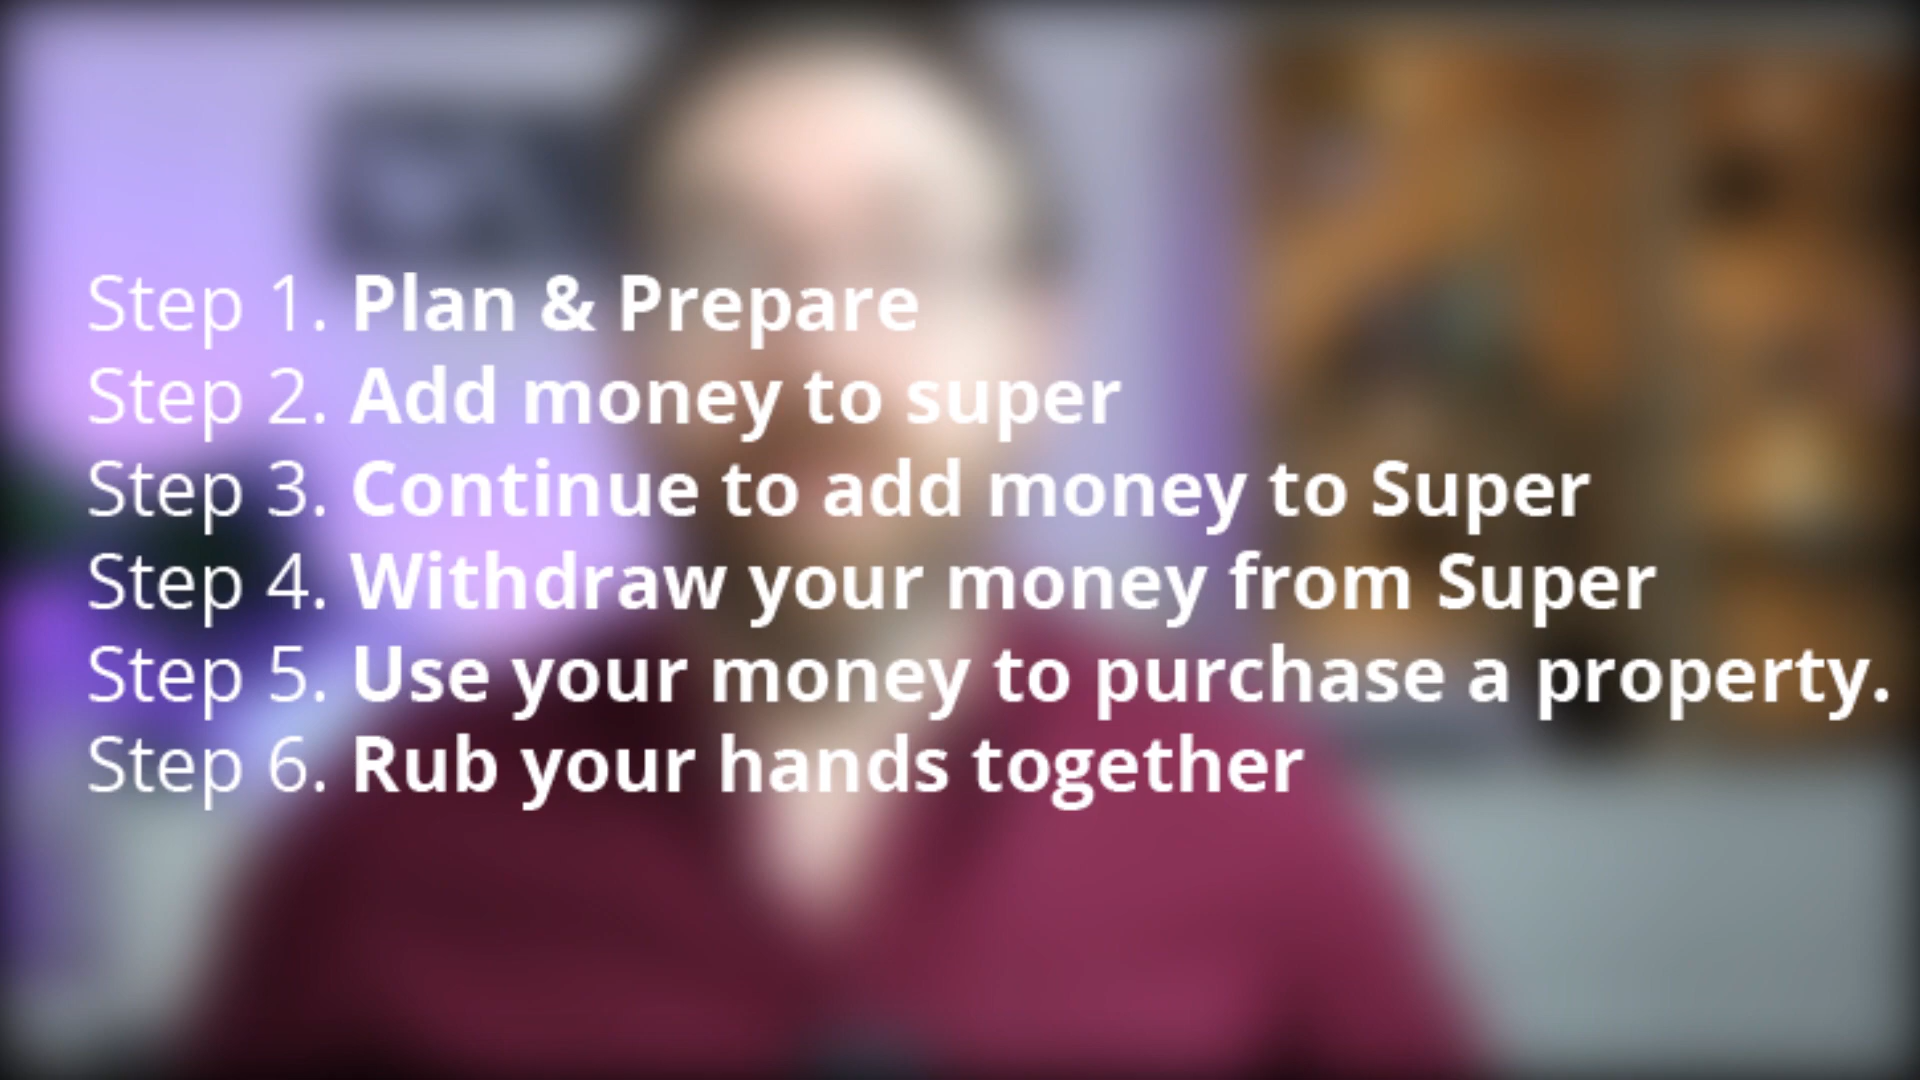 Step 1. Plan & Prepare
Step 2. Add money to super
Step 3. Continue to add money to Super
Step 4. Withdraw your money from Super
Step 5. Use your money to purchase a property.
Step 6. Rub your hands together